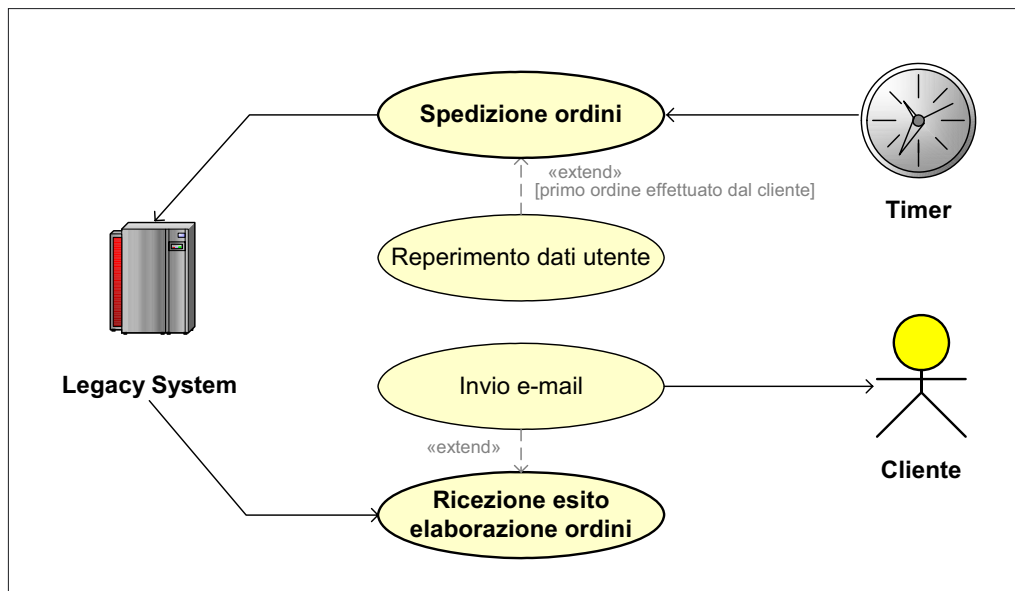 Spedizione ordini
«extend»
[primo ordine effettuato dal cliente]
Timer
Reperimento dati utente
Legacy System
Invio e-mail
«extend»
Cliente
Ricezione esito
elaborazione ordini